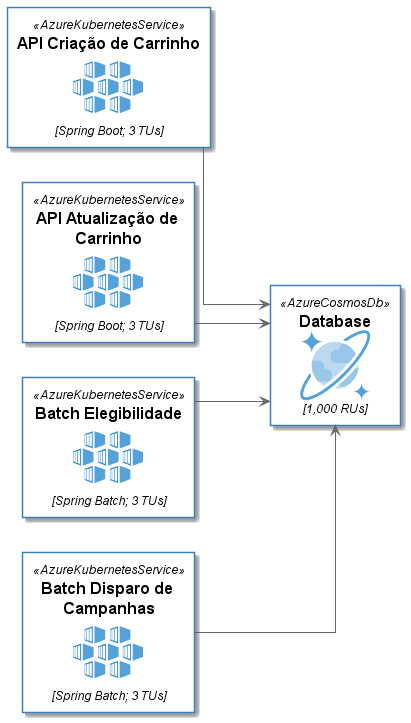 «AzureKubernetesService»
API Criação de Carrinho
[Spring Boot; 3 TUs]
«AzureKubernetesService»
API Atualização de
Carrinho
[Spring Boot; 3 TUs]
«AzureCosmosDb»
Database
[1,000 RUs]
«AzureKubernetesService»
Batch Elegibilidade
[Spring Batch; 3 TUs]
«AzureKubernetesService»
Batch Disparo de
Campanhas
[Spring Batch; 3 TUs]